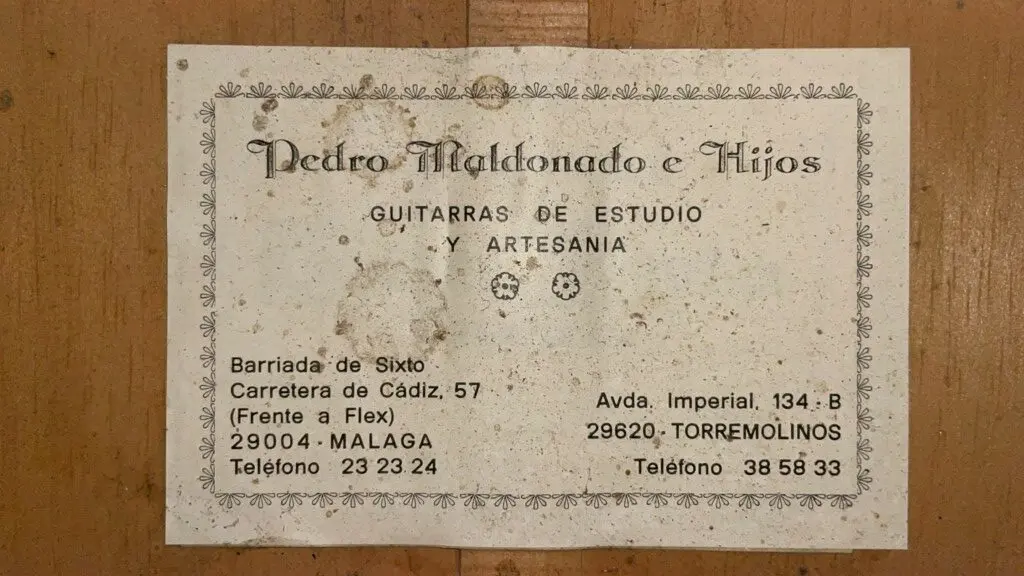 Pedro Maldonado e Hijos
GUITARRAS DE ESTUDIO
Y ARTESANIA
Barriada de Sixto
Carretera de Cádiz, 57
(Frente a Flex)
29004 - MALAGA
Teléfono 23 23 24
Avda. Imperial, 134 - B
29620 - TORREMOLINOS
Teléfono 38 58 33